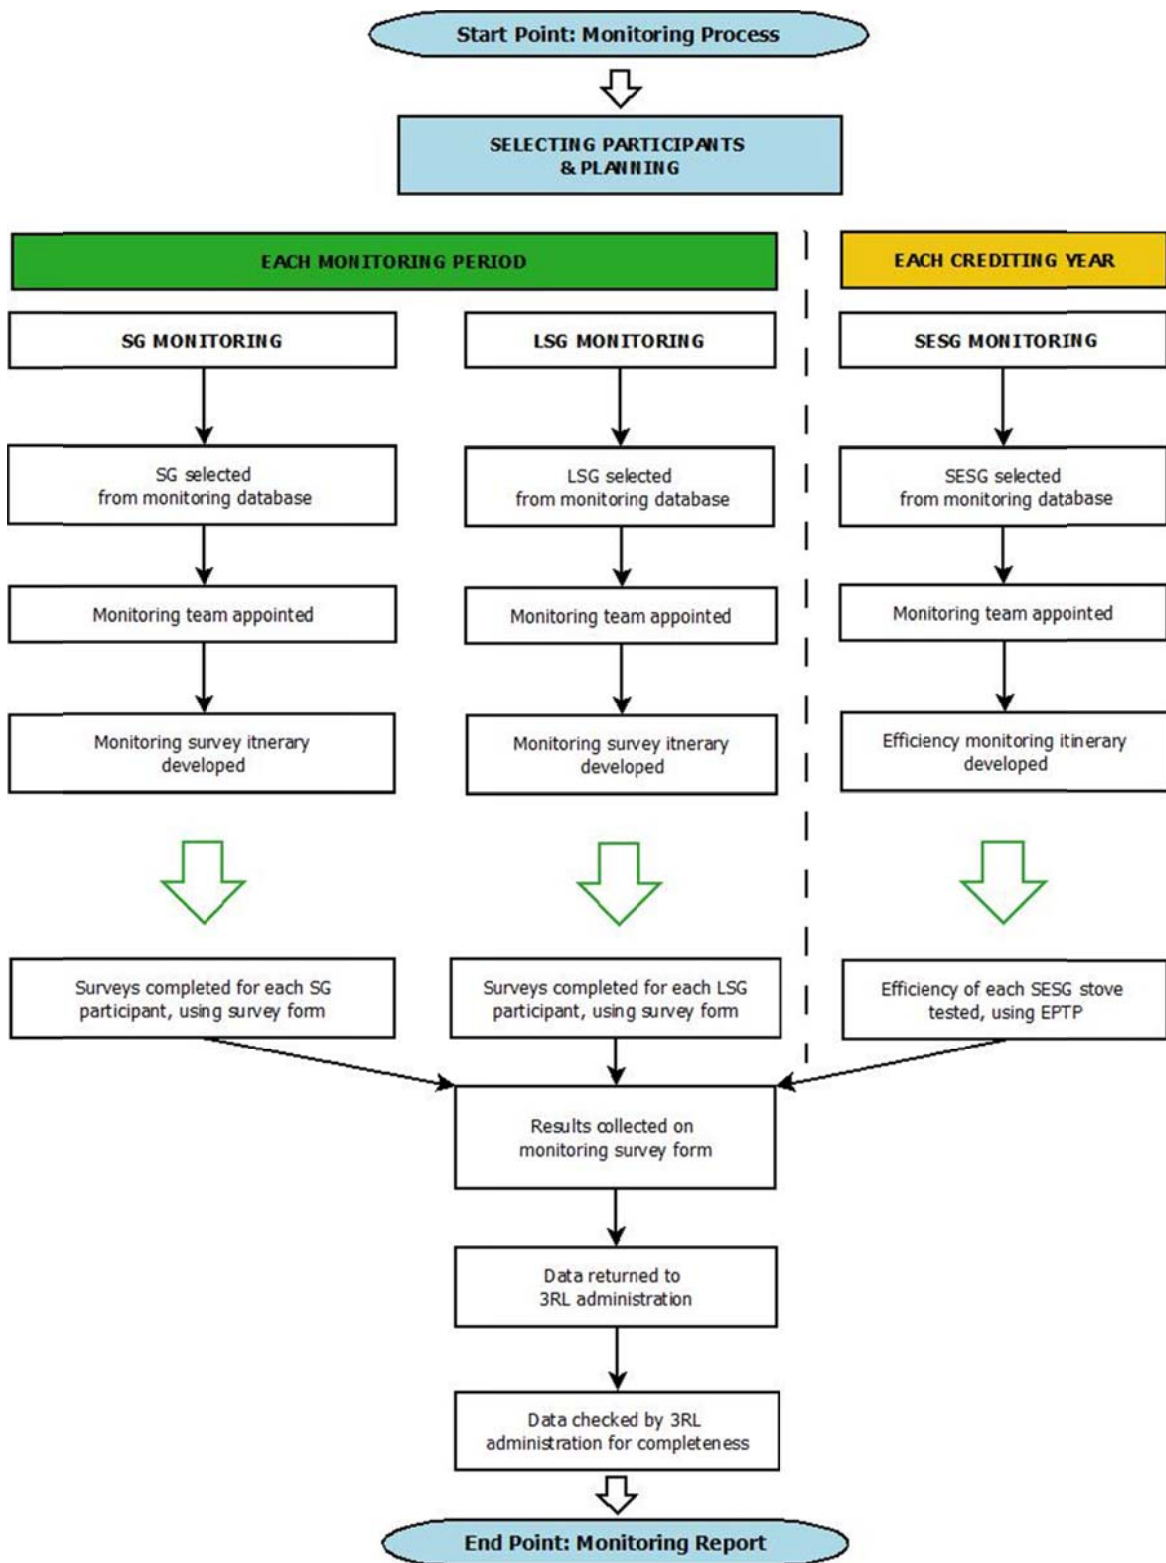 Start Point: Monitoring Process
SELECTING PARTICIPANTS
& PLANNING
EACH MONITORING PERIOD
EACH CREDITING YEAR
SG MONITORING
LSG MONITORING
SESG MONITORING
SG selected
from monitoring database
LSG selected
from monitoring database
SESG selected
from monitoring database
Monitoring team appointed
Monitoring team appointed
Monitoring team appointed
Monitoring survey itnerary
developed
Monitoring survey itnerary
developed
Efficiency monitoring itinerary
developed
Surveys completed for each SG
participant, using survey form
Surveys completed for each LSG
participant, using survey form
Efficiency of each SESG stove
tested, using EPTP
Results collected on
monitoring survey form
Data returned to
3RL administration
Data checked by 3RL
administration for completeness
End Point: Monitoring Report